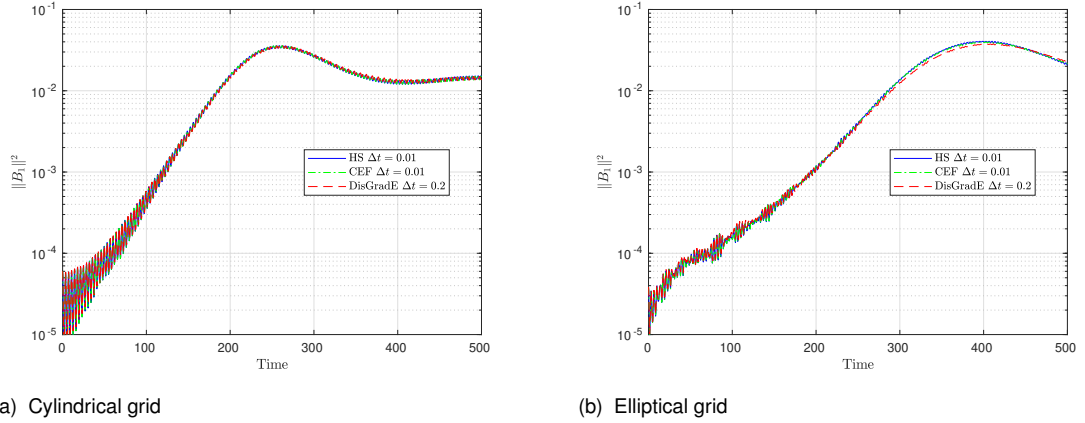 10^-1
10^-2
10^-3
10^-4
10^-5
||B_1||^2
0 100 200 300 400 500
Time
HS Δt = 0.01
CEF Δt = 0.01
DisGradE Δt = 0.2
a) Cylindrical grid
10^-1
10^-2
10^-3
10^-4
10^-5
||B_1||^2
0 100 200 300 400 500
Time
HS Δt = 0.01
CEF Δt = 0.01
DisGradE Δt = 0.2
(b) Elliptical grid